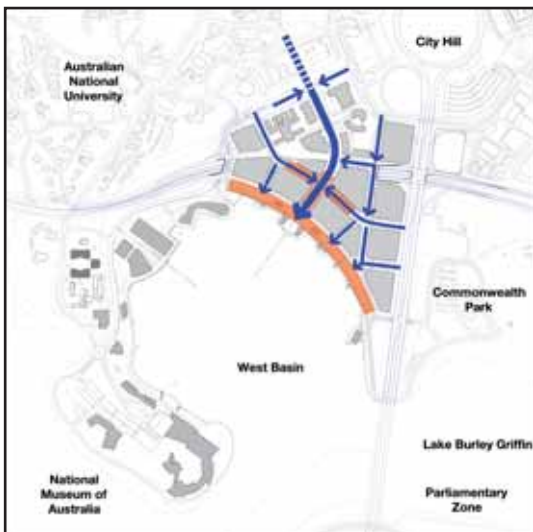 City Hill
Australian
National
University
Commonwealth
Park
West Basin
Lake Burley Griffin
National
Museum of
Australia
Parliamentary
Zone